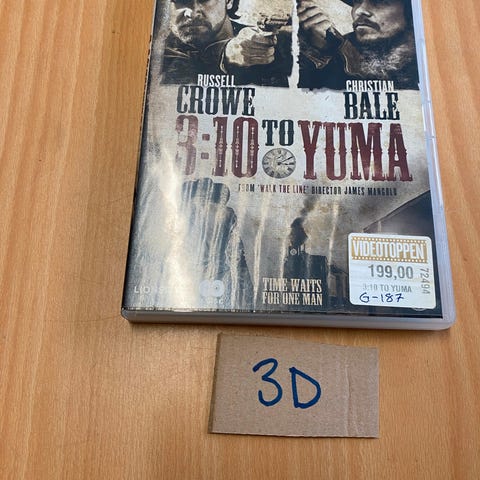 RUSSELL
CROWE
CHRISTIAN
BALE
3:10 TO YUMA
FROM 'WALK THE LINE' DIRECTOR JAMES MANGOLD
TIME WAITS
FOR ONE MAN
VIDEOTOPPEN
199,00
3:10 TO YUMA
G-187
72494
3D